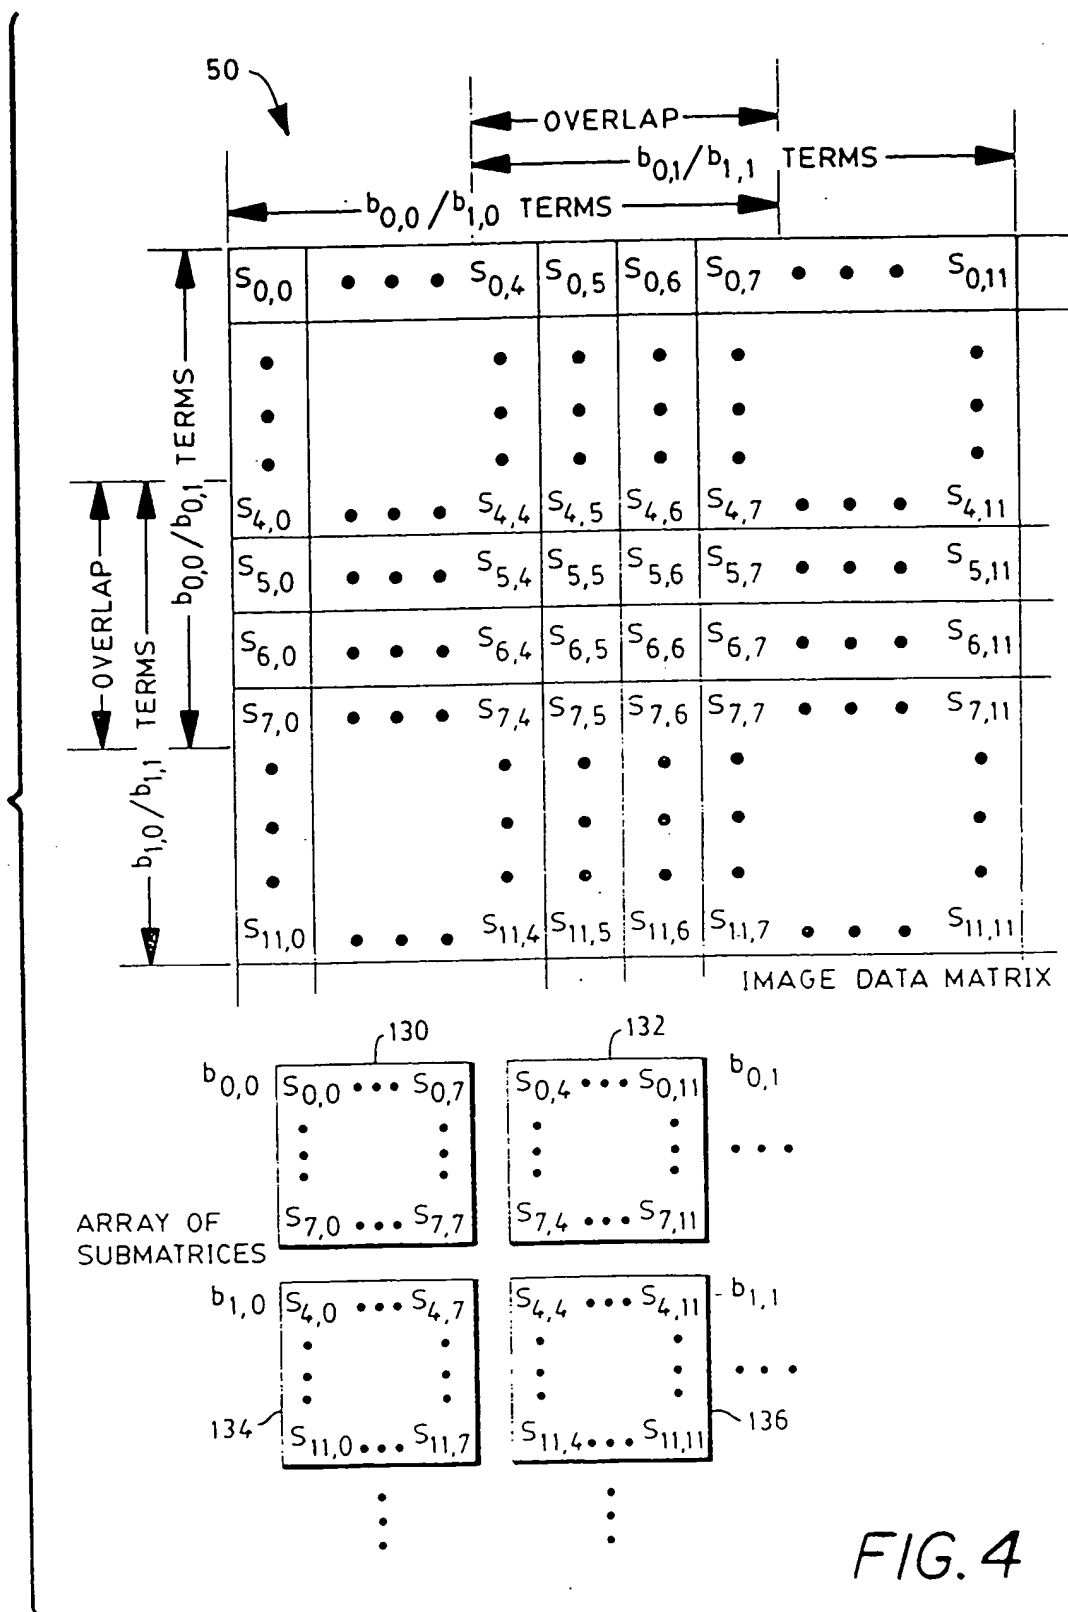 50
OVERLAP
b0,1/b1,1 TERMS
b0,0/b1,0 TERMS
S0,0 • • • S0,4 S0,5 S0,6 S0,7 • • • S0,11
b0,0/b0,1 TERMS
OVERLAP
b1,0/b1,1 TERMS
S4,0 • • • S4,4 S4,5 S4,6 S4,7 • • • S4,11
S5,0 • • • S5,4 S5,5 S5,6 S5,7 • • • S5,11
S6,0 • • • S6,4 S6,5 S6,6 S6,7 • • • S6,11
S7,0 • • • S7,4 S7,5 S7,6 S7,7 • • • S7,11
S11,0 • • • S11,4 S11,5 S11,6 S11,7 • • • S11,11
IMAGE DATA MATRIX
130 132
b0,0 S0,0 • • • S0,7 S0,4 • • • S0,11 b0,1
• • •
S7,0 • • • S7,7 S7,4 • • • S7,11
ARRAY OF
SUBMATRICES
b1,0 S4,0 • • • S4,7 S4,4 • • • S4,11 b1,1
• • •
134 S11,0 • • • S11,7 S11,4 • • • S11,11 136
FIG. 4